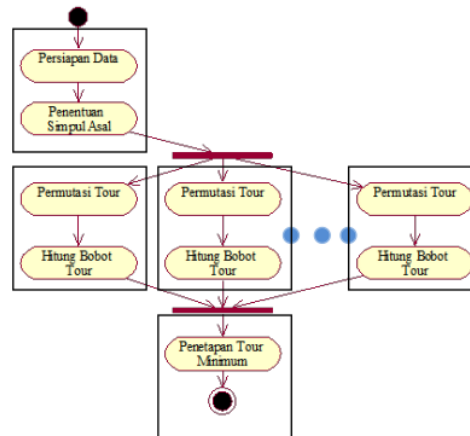 Persiapan Data
Penentuan
Simpul Asal
Permutasi Tour
Permutasi Tour
Permutasi Tour
Hitung Bobot
Tour
Hitung Bobot
Tour
Hitung Bobot
Tour
Penetapan Tour
Minimum